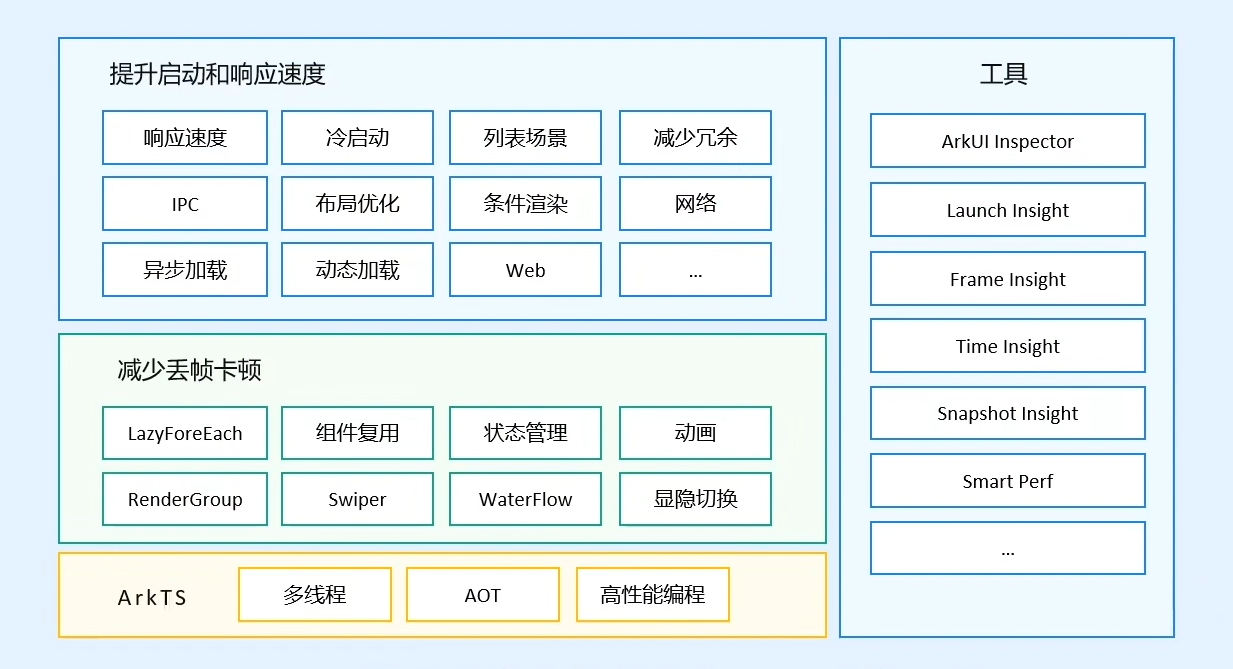 提升启动和响应速度
响应速度
冷启动
列表场景
减少冗余
IPC
布局优化
条件渲染
网络
异步加载
动态加载
Web
...
减少丢帧卡顿
LazyForeEach
组件复用
状态管理
动画
RenderGroup
Swiper
WaterFlow
显隐切换
ArkTS
多线程
AOT
高性能编程
工具
ArkUI Inspector
Launch Insight
Frame Insight
Time Insight
Snapshot Insight
Smart Perf
...